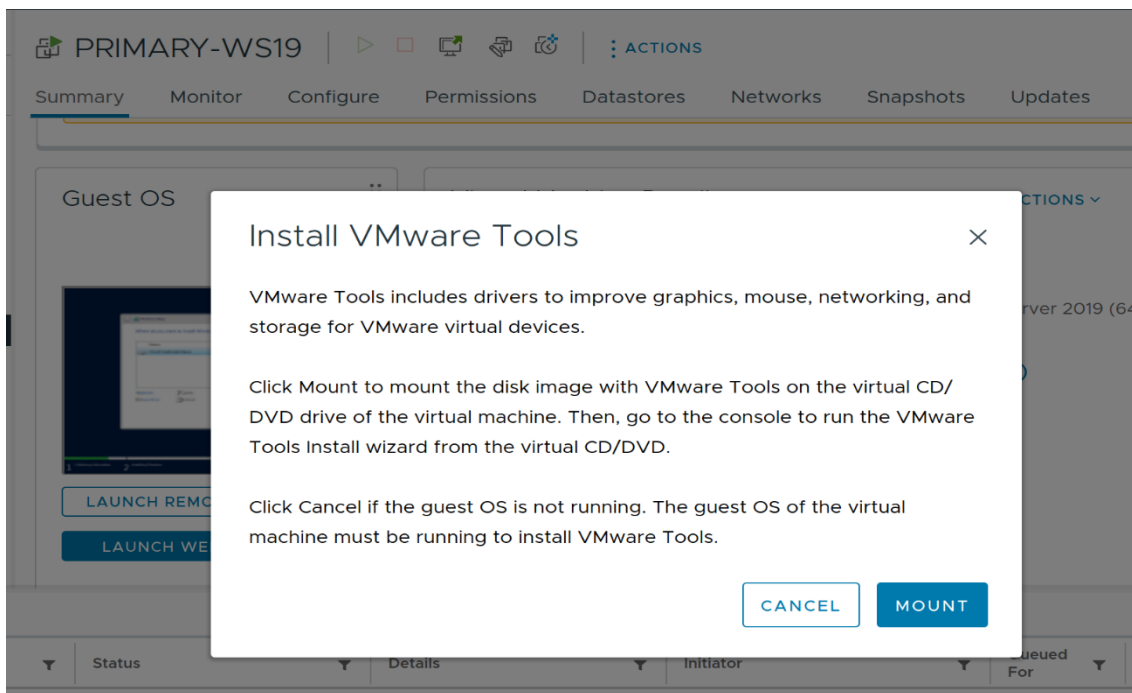 PRIMARY-WS19
ACTIONS
Summary Monitor Configure Permissions Datastores Networks Snapshots Updates
Guest OS
CTIONS
Install VMware Tools
VMware Tools includes drivers to improve graphics, mouse, networking, and
storage for VMware virtual devices.
rver 2019 (64
Click Mount to mount the disk image with VMware Tools on the virtual CD/
DVD drive of the virtual machine. Then, go to the console to run the VMware
Tools Install wizard from the virtual CD/DVD.
Click Cancel if the guest OS is not running. The guest OS of the virtual
machine must be running to install VMware Tools.
LAUNCH REMO
LAUNCH WE
CANCEL MOUNT
Status Details Initiator Queued
For